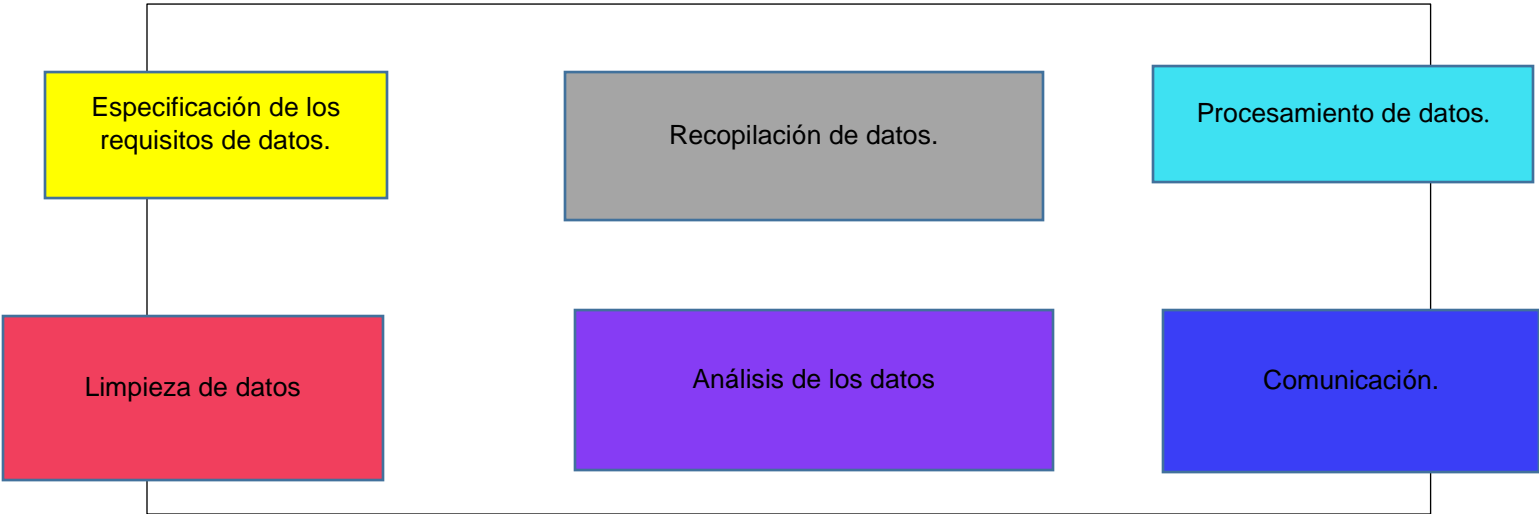 Especificación de los
requisitos de datos.
Recopilación de datos.
Procesamiento de datos.
Limpieza de datos
Análisis de los datos
Comunicación.